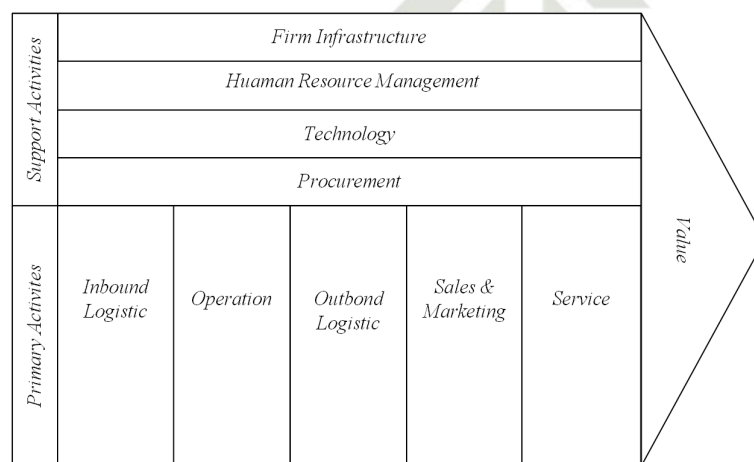 Support Activities
Firm Infrastructure
Huaman Resource Management
Technology
Procurement
Primary Activites
Inbound
Logistic
Operation
Outbond
Logistic
Sales &
Marketing
Service
Value